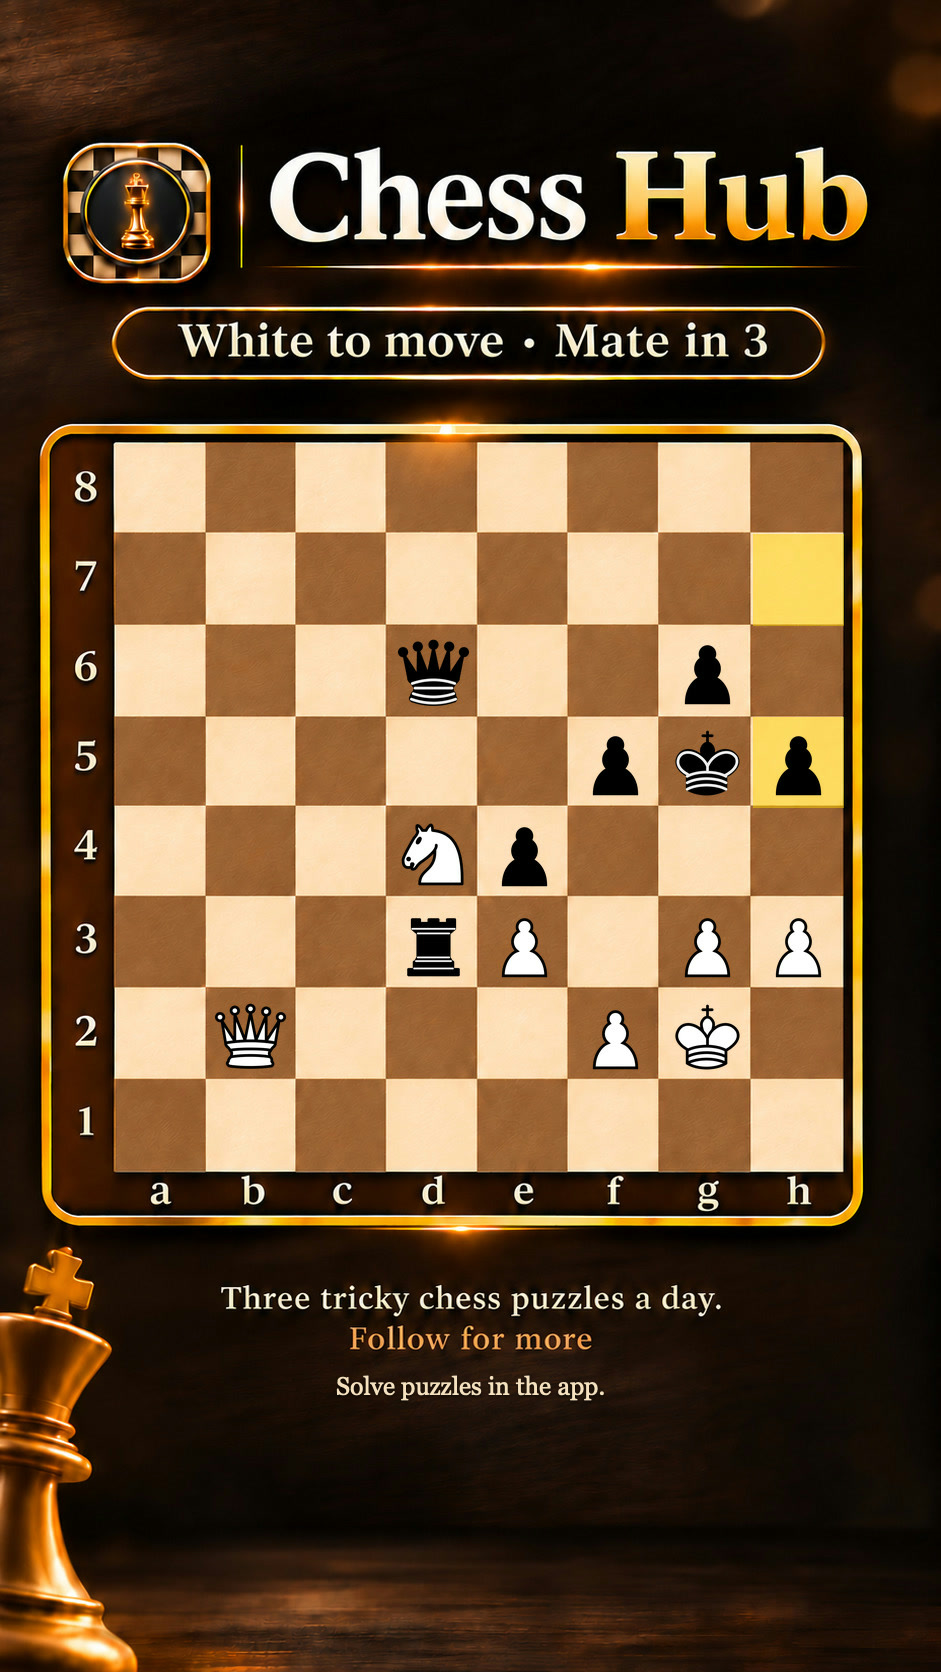 Chess Hub
White to move • Mate in 3
8
7
6
5
4
3
2
1
a b c d e f g h
Three tricky chess puzzles a day.
Follow for more
Solve puzzles in the app.